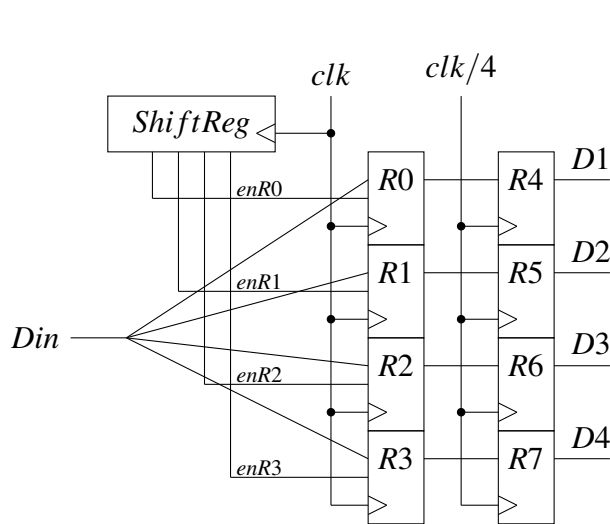 clk
clk/4
ShiftReg
D1
R0
R4
enR0
D2
R1
R5
enR1
Din
D3
R2
R6
enR2
D4
R3
R7
enR3